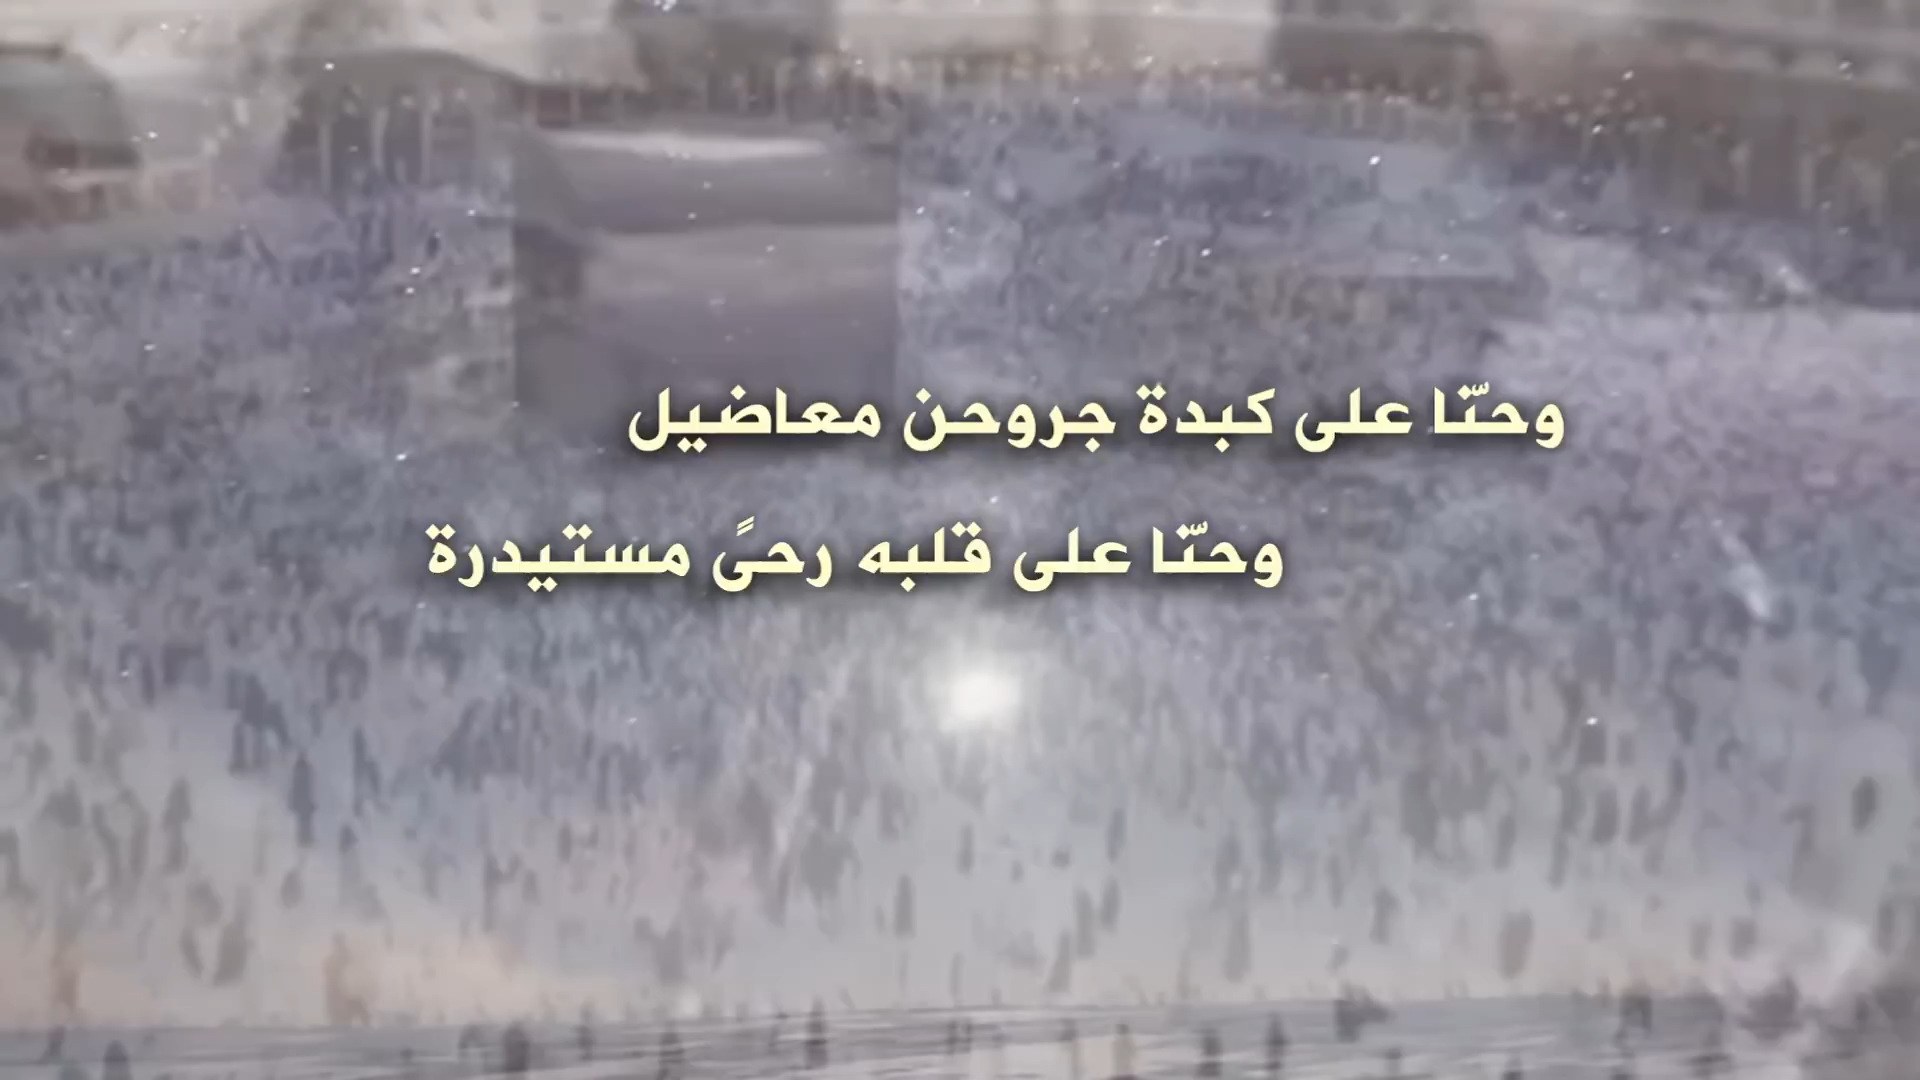 وحنّا على كبدة جروحن معاضيل
وحنّا على قلبه رحىً مستيدرة